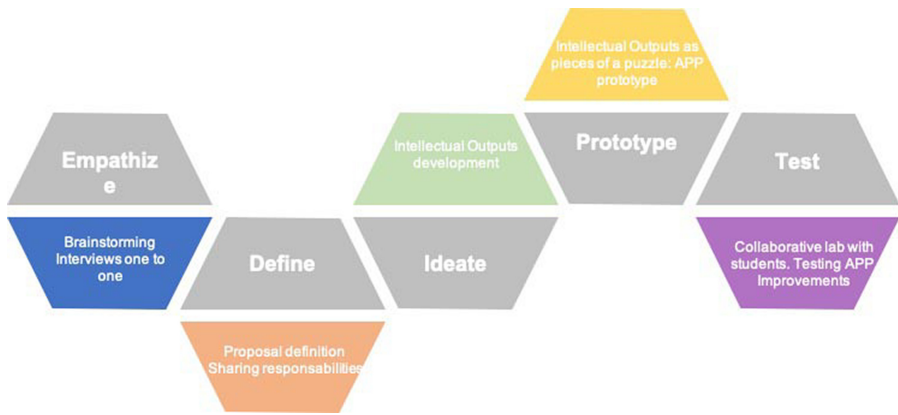 Empathiz
e
Brainstorming
Interviews one to
one
Define
Proposal definition
Sharing responsabilities
Intellectual Outputs
development
Ideate
Intellectual Outputs as
pieces of a puzzle: APP
prototype
Prototype
Test
Collaborative lab with
students. Testing APP
Improvements